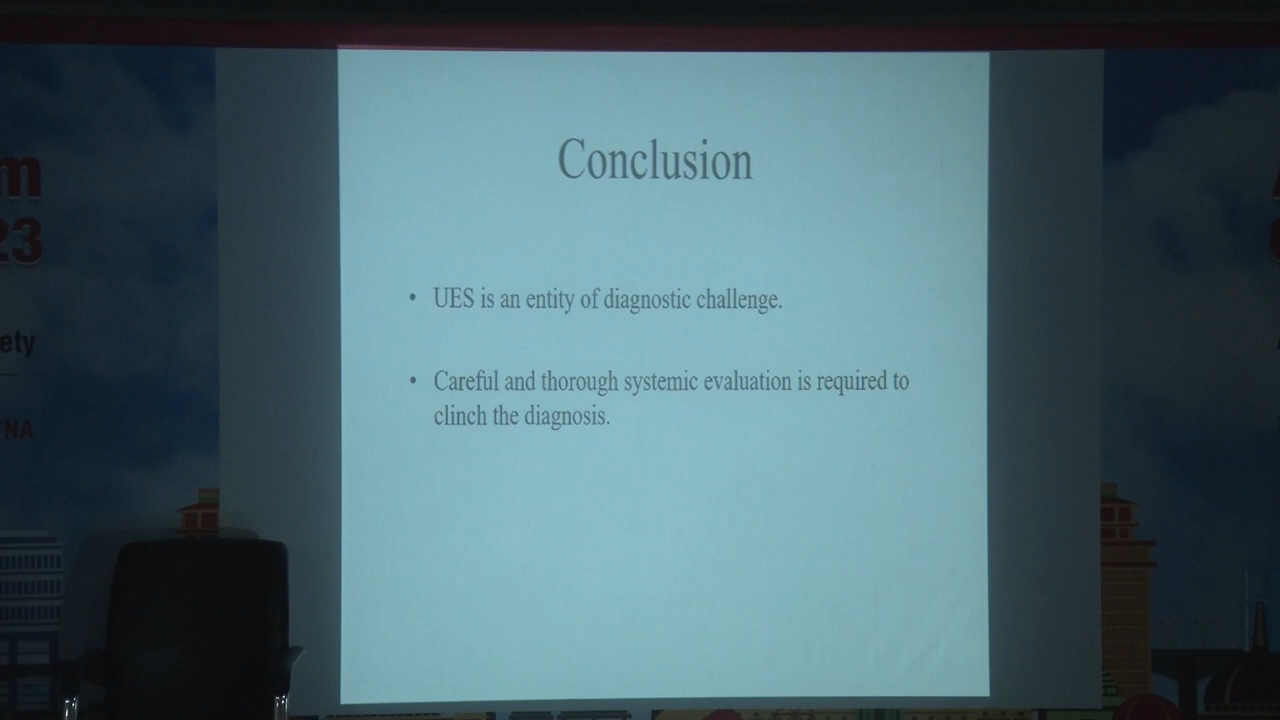 Conclusion
• UES is an entity of diagnostic challenge.
• Careful and thorough systemic evaluation is required to
clinch the diagnosis.
m
23
ety
NA